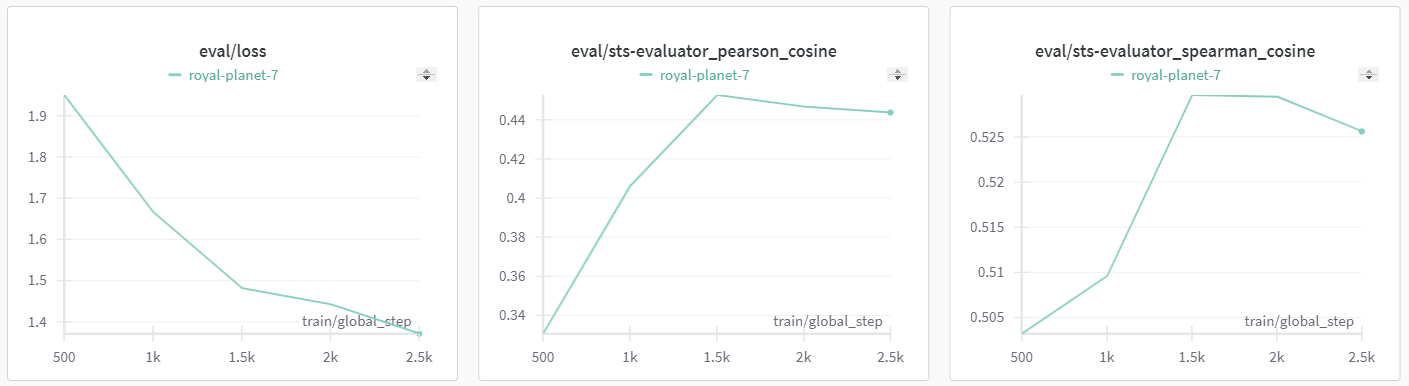 eval/loss
royal-planet-7
1.9
1.8
1.7
1.6
1.5
1.4
train/global_step
500
1k
1.5k
2k
2.5k
eval/sts-evaluator_pearson_cosine
royal-planet-7
0.44
0.42
0.4
0.38
0.36
0.34
train/global_step
500
1k
1.5k
2k
2.5k
eval/sts-evaluator_spearman_cosine
royal-planet-7
0.525
0.52
0.515
0.51
0.505
train/global_step
500
1k
1.5k
2k
2.5k